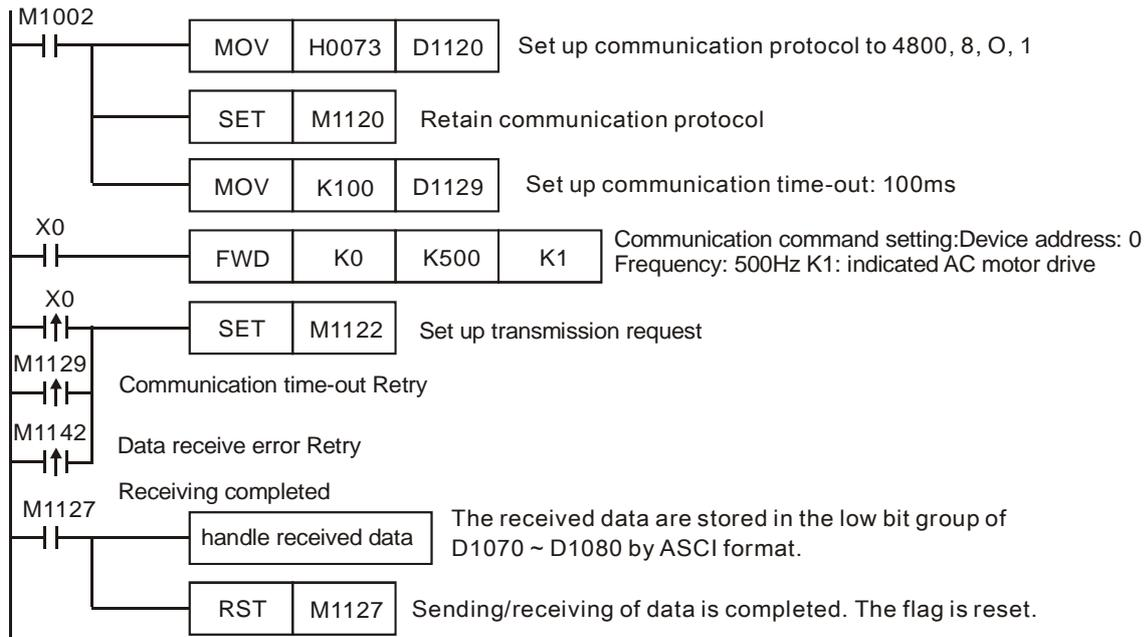 M1002
MOV H0073 D1120 Set up communication protocol to 4800, 8, O, 1
SET M1120 Retain communication protocol
MOV K100 D1129 Set up communication time-out: 100ms
X0
FWD K0 K500 K1 Communication command setting:Device address: 0
Frequency: 500Hz K1: indicated AC motor drive
X0
SET M1122 Set up transmission request
M1129
Communication time-out Retry
M1142
Data receive error Retry
Receiving completed
M1127
handle received data The received data are stored in the low bit group of
D1070 ~ D1080 by ASCI format.
RST M1127 Sending/receiving of data is completed. The flag is reset.